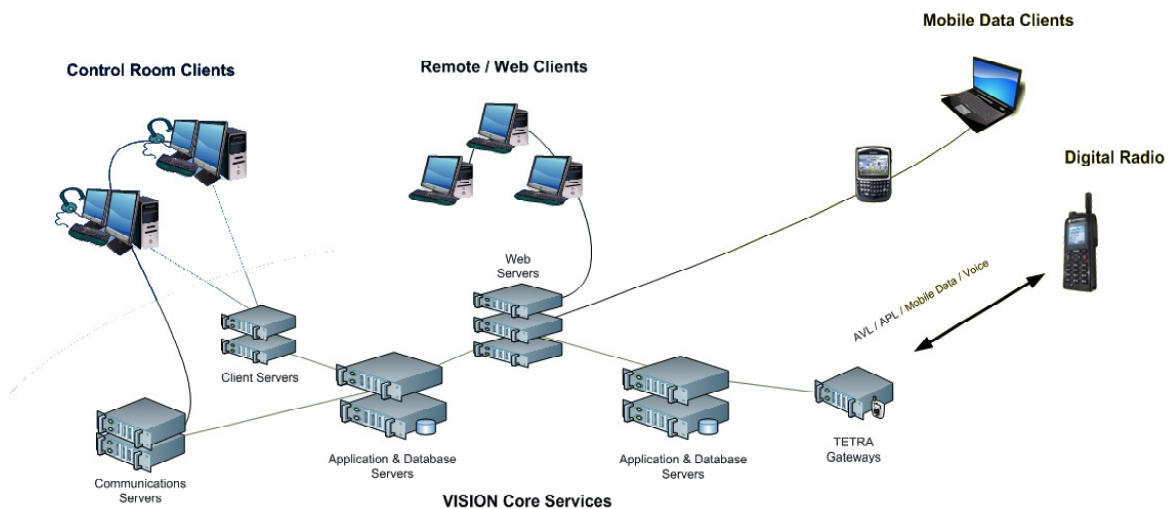 Mobile Data Clients
Control Room Clients
Remote / Web Clients
Digital Radio
Web
Servers
AVL / APL / Mobile Data / Voice
Client Servers
Application & Database
Servers
Application & Database
Servers
TETRA
Gateways
Communications
Servers
VISION Core Services